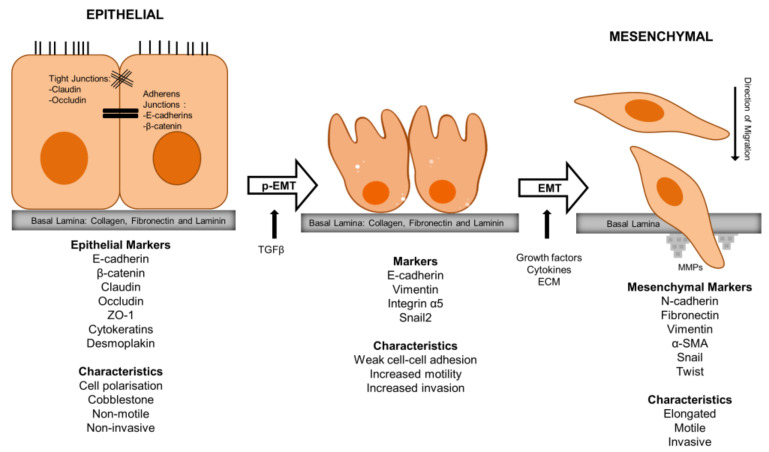 EPITHELIAL
MESENCHYMAL
Tight Junctions:
-Claudin
-Occludin
Adherens
Junctions :
-E-cadherins
-β-catenin
Basal Lamina: Collagen, Fibronectin and Laminin
Epithelial Markers
E-cadherin
β-catenin
Claudin
Occludin
ZO-1
Cytokeratins
Desmoplakin
Characteristics
Cell polarisation
Cobblestone
Non-motile
Non-invasive
p-EMT
TGFβ
Basal Lamina: Collagen, Fibronectin and Laminin
Markers
E-cadherin
Vimentin
Integrin α5
Snail2
Characteristics
Weak cell-cell adhesion
Increased motility
Increased invasion
EMT
Growth factors
Cytokines
ECM
Direction of Migration
Basal Lamina
MMPs
Mesenchymal Markers
N-cadherin
Fibronectin
Vimentin
α-SMA
Snail
Twist
Characteristics
Elongated
Motile
Invasive